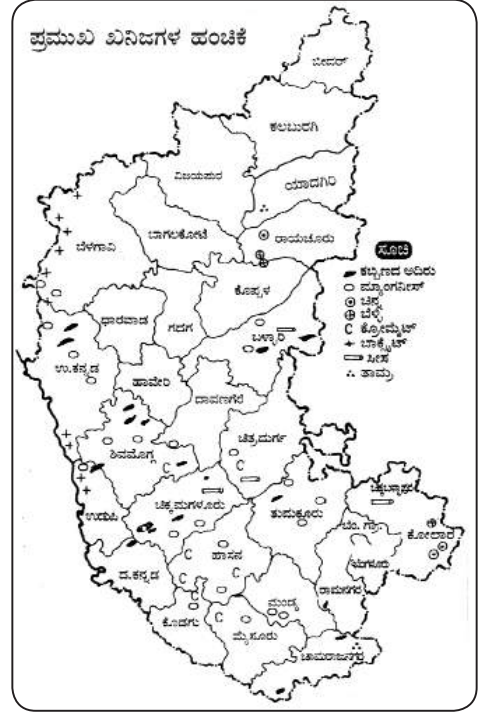 ಪ್ರಮುಖ ಖನಿಜಗಳ ಹಂಚಿಕೆ
ಬೀದರ್
ಕಲಬುರಗಿ
ವಿಜಯಪುರ
ಯಾದಗಿರಿ
ಬೆಳಗಾವಿ
ಬಾಗಲಕೋಟೆ
ರಾಯಚೂರು
ಸೂಚಿ
ಕಬ್ಬಿಣದ ಅದಿರು
ಮ್ಯಾಂಗನೀಸ್
ಚಿನ್ನ
ಬೆಳ್ಳಿ
C ಕ್ರೋಮೈಟ್
ಬಾಕ್ಸೈಟ್
ಸೀಸ
ತಾಮ್ರ
ಕೊಪ್ಪಳ
ಧಾರವಾಡ
ಗದಗ
ಬಳ್ಳಾರಿ
ಉ.ಕನ್ನಡ
ಹಾವೇರಿ
ದಾವಣಗೆರೆ
ಚಿತ್ರದುರ್ಗ
C
ಶಿವಮೊಗ್ಗ
C
ಚಿಕ್ಕಬಳ್ಳಾಪುರ
ಉಡುಪಿ
ಚಿಕ್ಕಮಗಳೂರು
ತುಮಕೂರು
ಬೆಂ. ಗ್ರಾ.
ಕೋಲಾರ
C
ಹಾಸನ
C
C
ದ.ಕನ್ನಡ
ಬೆಂಗಳೂರು
ರಾಮನಗರ
ಮಂಡ್ಯ
ಕೊಡಗು
C
ಮೈಸೂರು
ಚಾಮರಾಜನಗರ